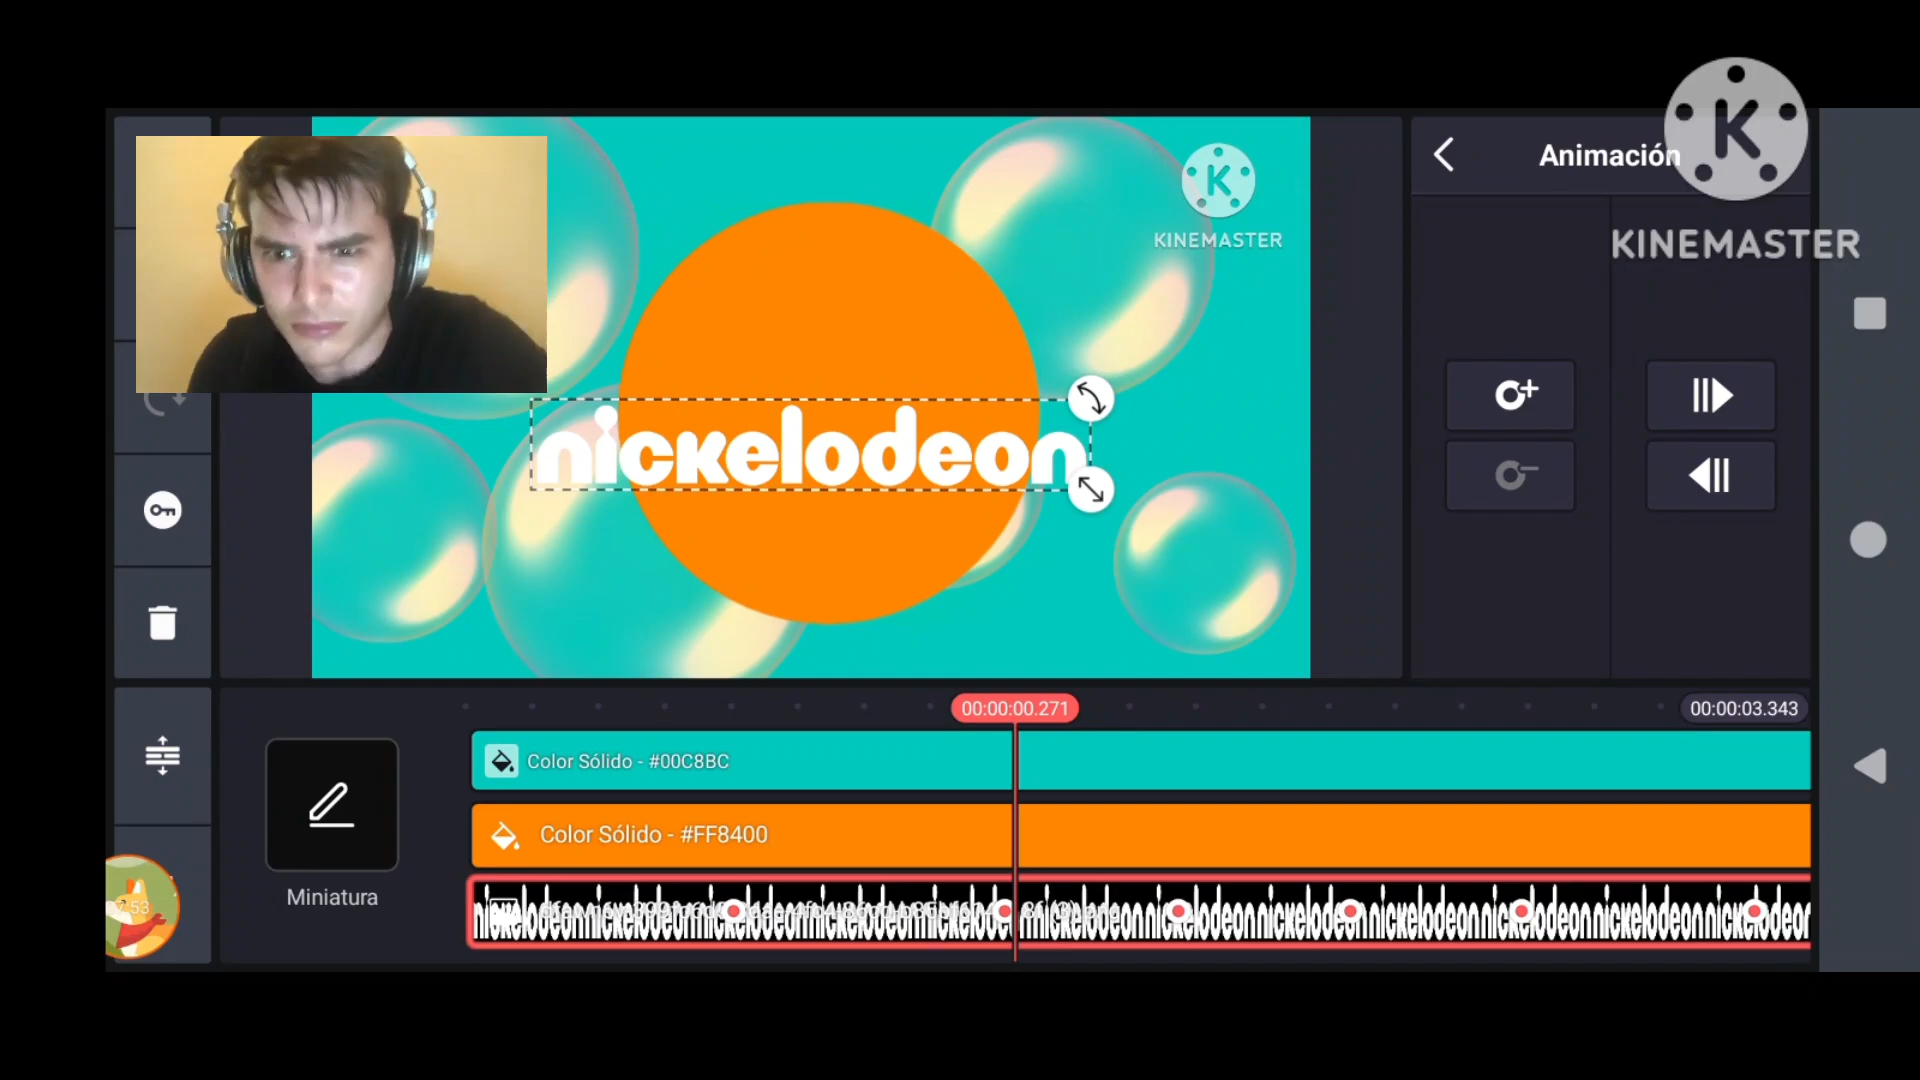 Animación
K
KINEMASTER
K
KINEMASTER
nickelodeon
00:00:00.271
00:00:03.343
Color Sólido - #00C8BC
Color Sólido - #FF8400
Miniatura
:53